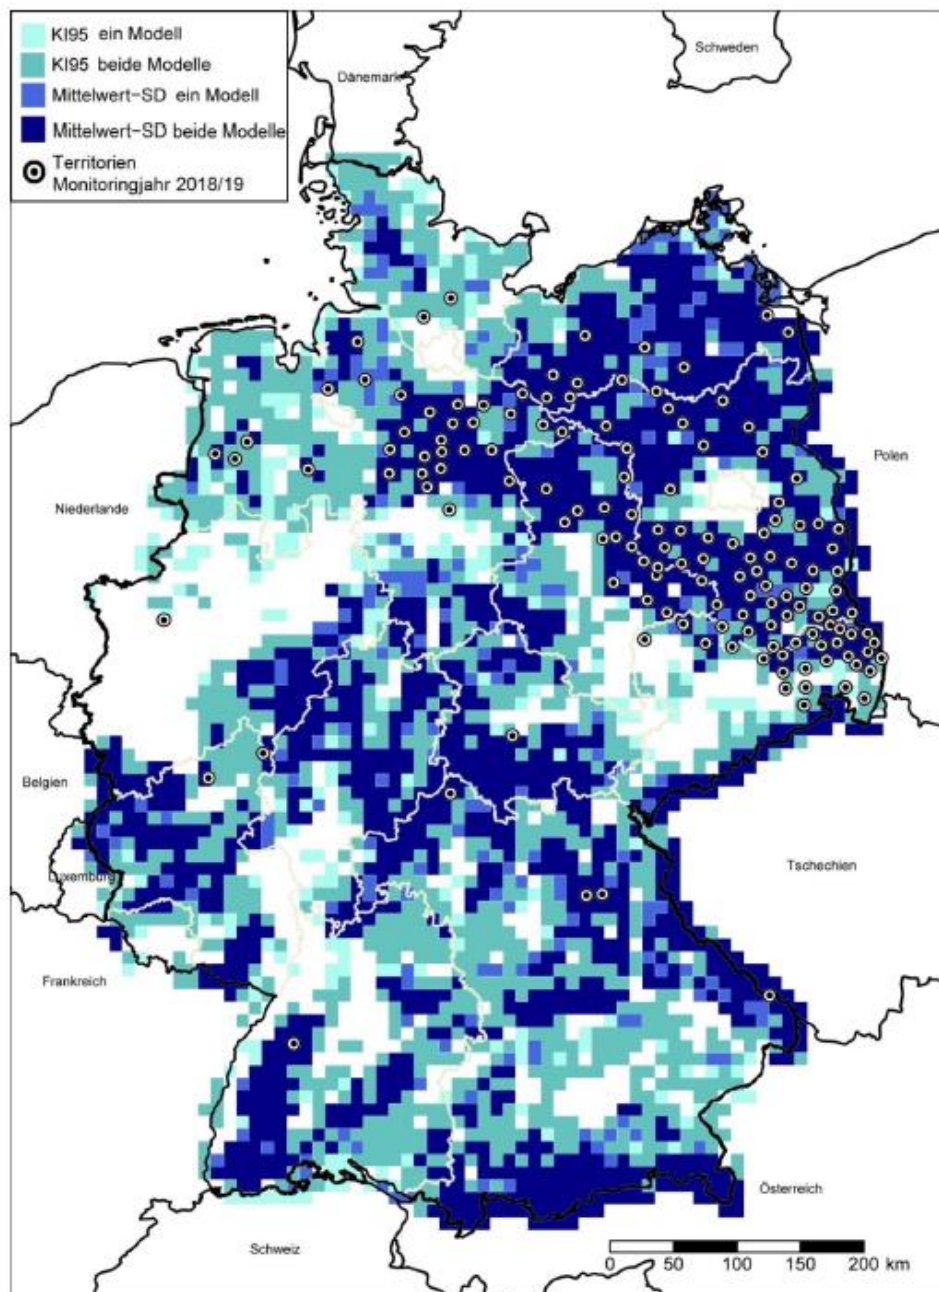 KI95 ein Modell
KI95 beide Modelle
Mittelwert-SD ein Modell
Mittelwert-SD beide Modelle
Territorien
Monitoringjahr 2018/19
Schweden
Dänemark
Polen
Niederlande
Belgien
Luxemburg
Tschechien
Frankreich
Österreich
Schweiz
0 50 100 150 200 km